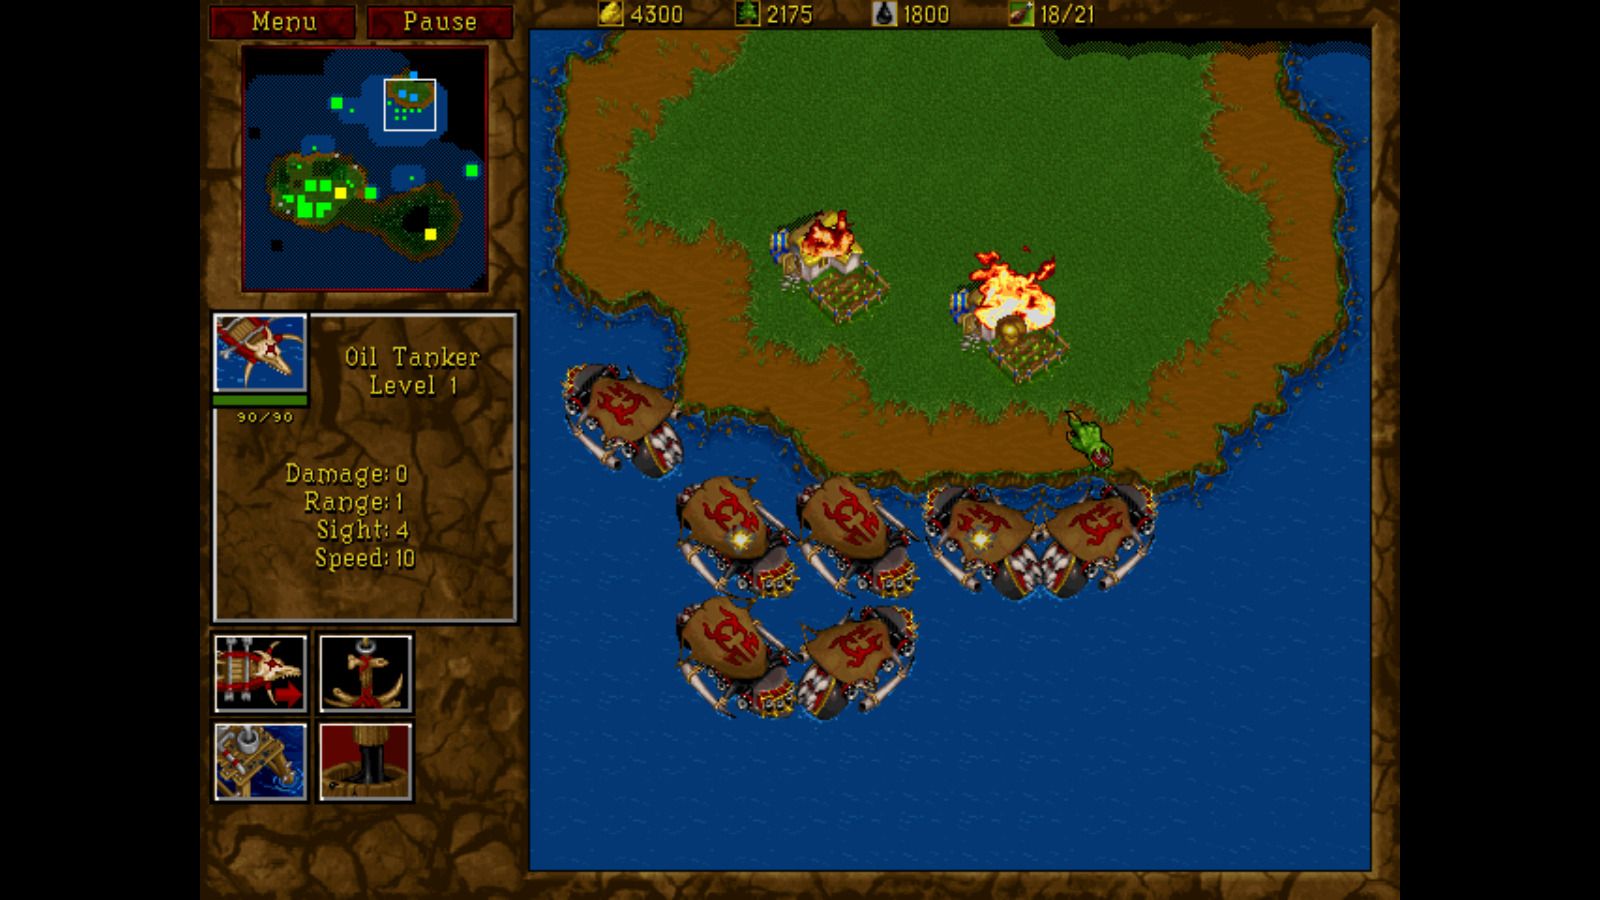 Menu Pause 4300 2175 1800 18/21
Oil Tanker
Level 1
90/90
Damage: 0
Range: 1
Sight: 4
Speed: 10